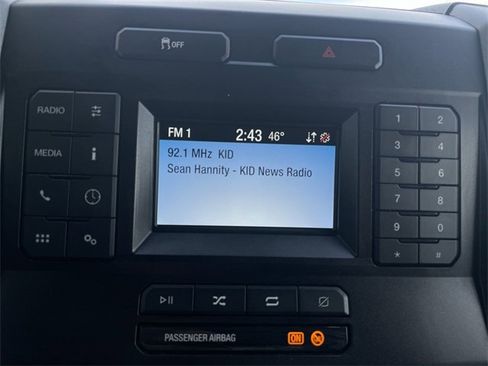 OFF
RADIO
MEDIA
FM 1 2:43 46°
92.1 MHz KID
Sean Hannity - KID News Radio
1 2
3 4
5 6
7 8
9 0
* #
PASSENGER AIRBAG ON